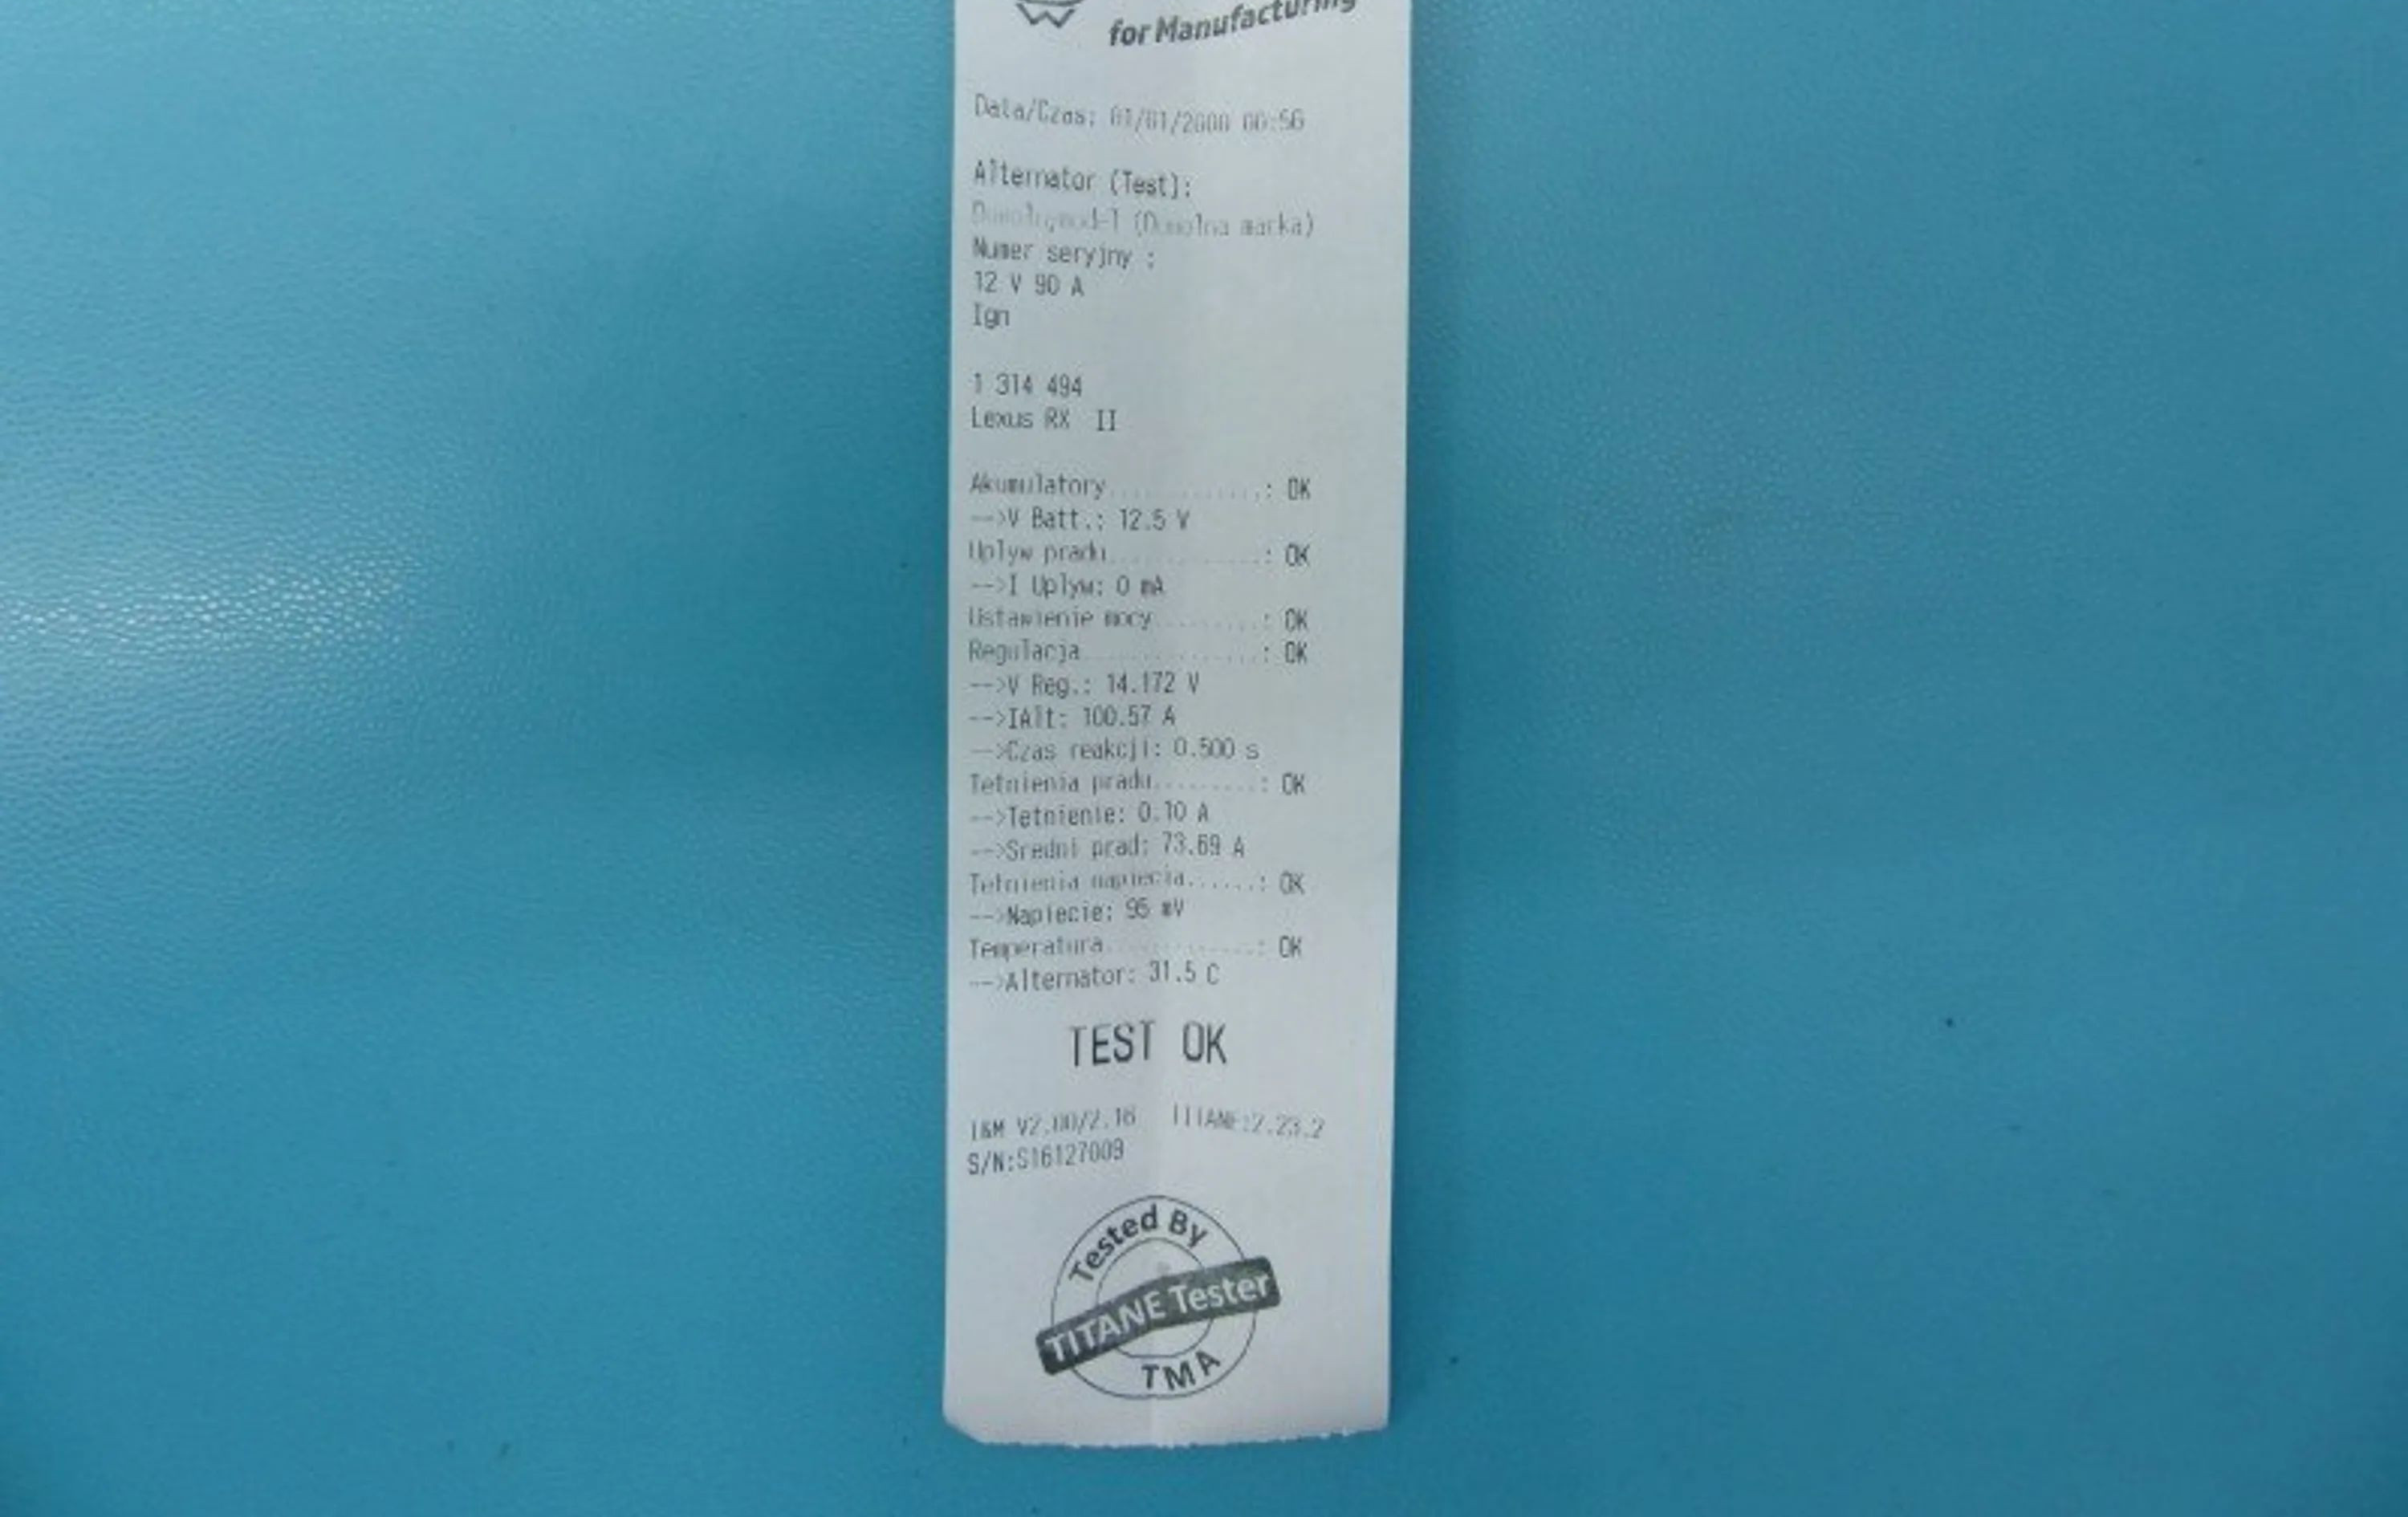 for Manufacturing
Data/Czas: 01/01/2000 00:56
Alternator (Test):
(Dowolna marka)
Numer seryjny :
12 V 90 A
Ign
1 314 494
Lexus RX II
Akumulatory.............: OK
-->V Batt.: 12.5 V
Uplyw pradu.............: OK
-->I Uplyw: 0 mA
Ustawienie mocy.........: OK
Regulacja...............: OK
-->V Reg.: 14.172 V
-->IAlt: 100.57 A
-->Czas reakcji: 0.500 s
Tetnienia pradu.........: OK
-->Tetnienie: 0.10 A
-->Sredni prad: 73.69 A
Tetnienia napiecia......: OK
-->Napiecie: 95 mV
Temperatura.............: OK
-->Alternator: 31.5 C
TEST OK
I&M V2.00/2.16 TITANE:2.23.2
S/N:S16127009
Tested By
TITANE Tester
TMA